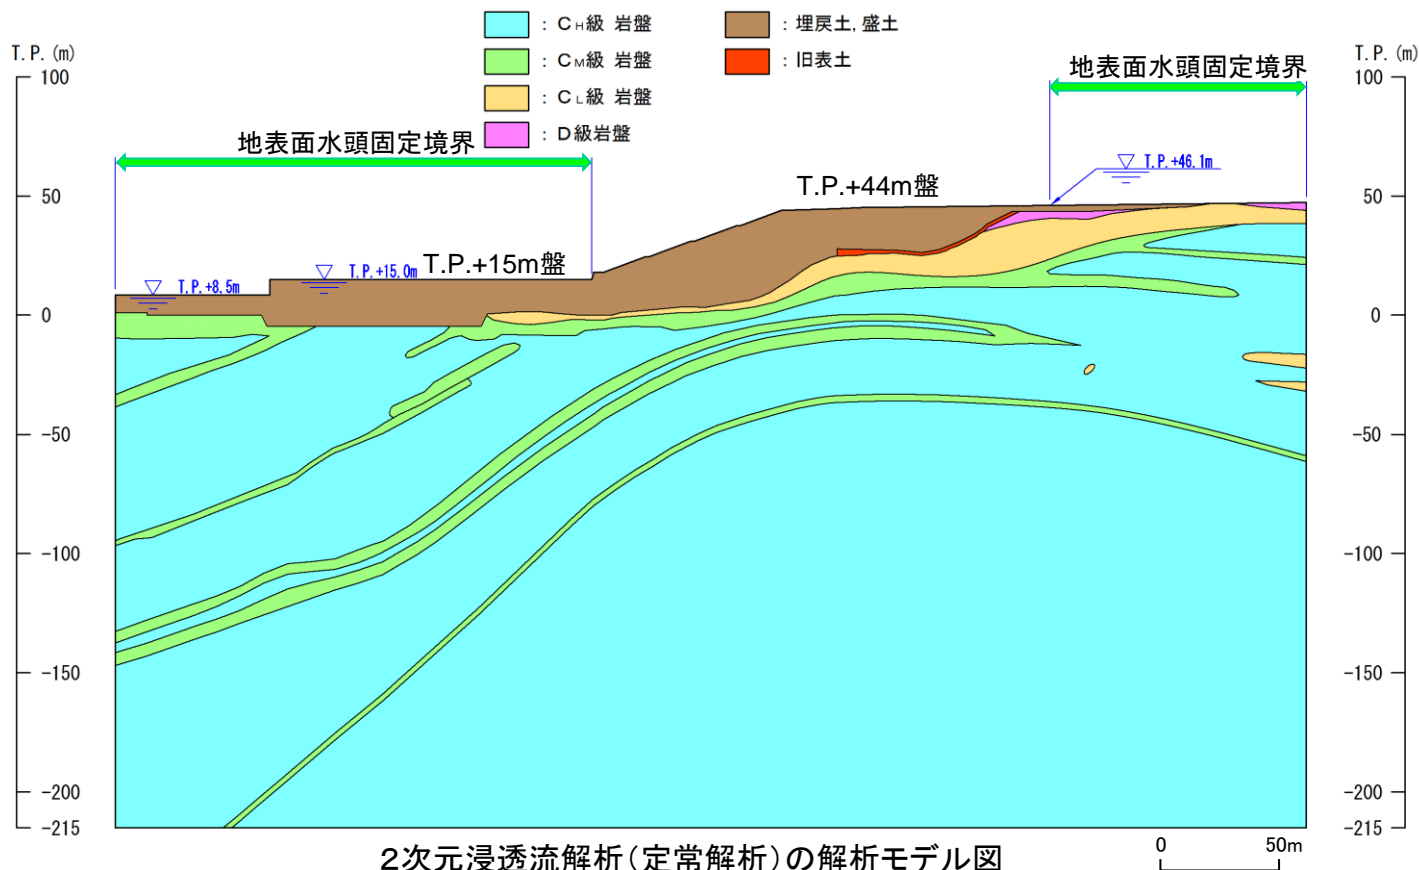 ：ＣH級 岩盤
：埋戻土, 盛土
T.P.(m)
：ＣM級 岩盤
：旧表土
T.P.(m)
100
地表面水頭固定境界
100
：ＣL級 岩盤
：Ｄ級岩盤
地表面水頭固定境界
T.P.+46.1m
50
T.P.+44m盤
50
T.P.+15m盤
T.P.+15.0m
T.P.+8.5m
0
0
-50
-50
-100
-100
-150
-150
-200
-200
-215
-215
２次元浸透流解析（定常解析）の解析モデル図
0
50m